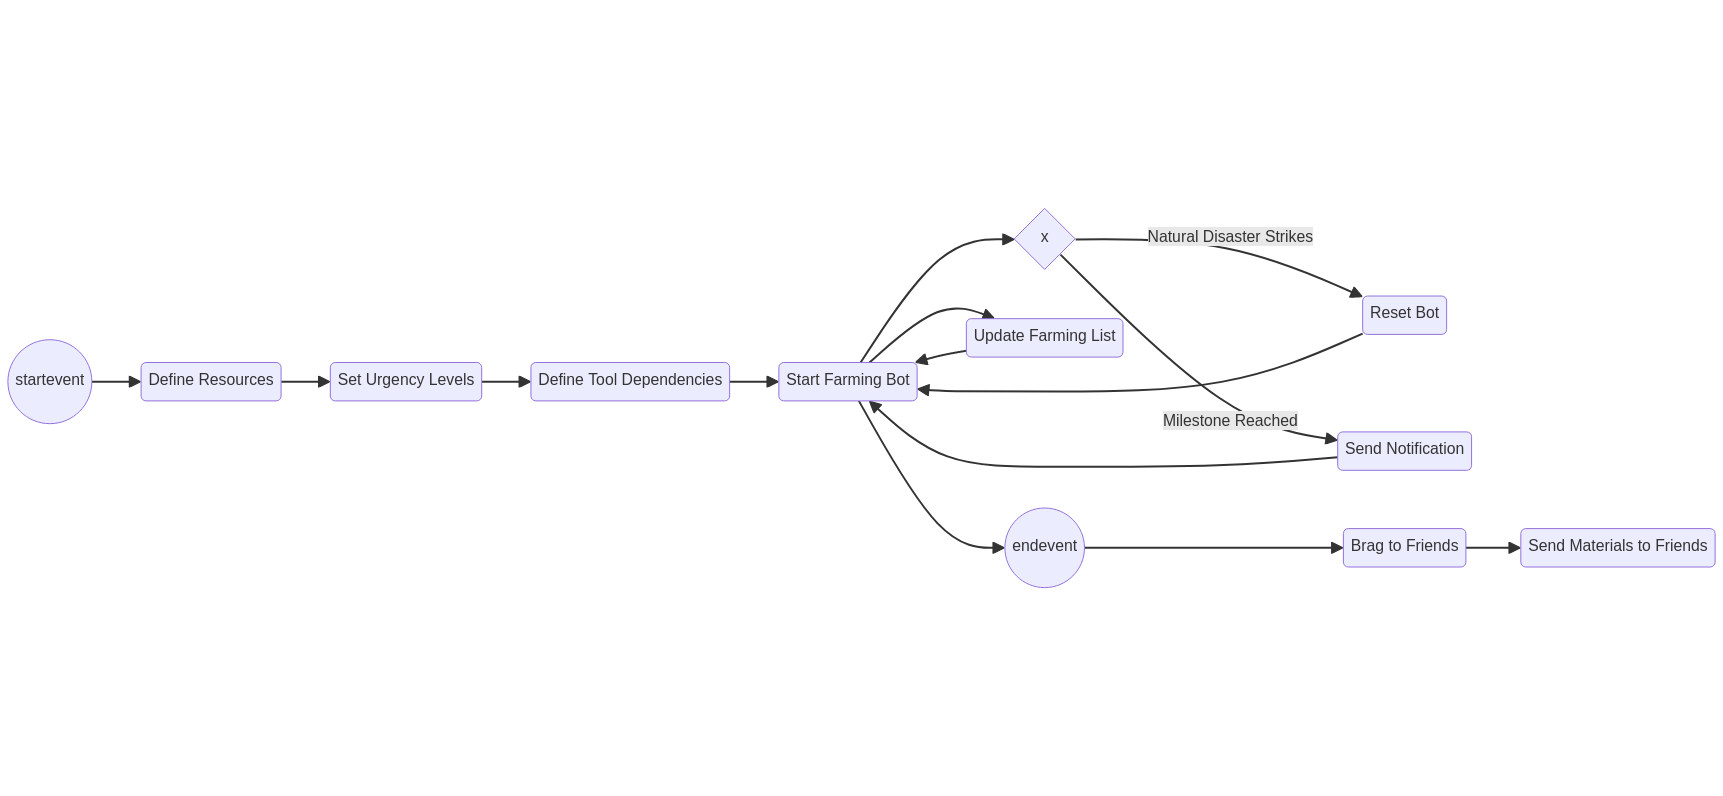 startevent
Define Resources
Set Urgency Levels
Define Tool Dependencies
Start Farming Bot
x
Update Farming List
endevent
Natural Disaster Strikes
Milestone Reached
Reset Bot
Send Notification
Brag to Friends
Send Materials to Friends